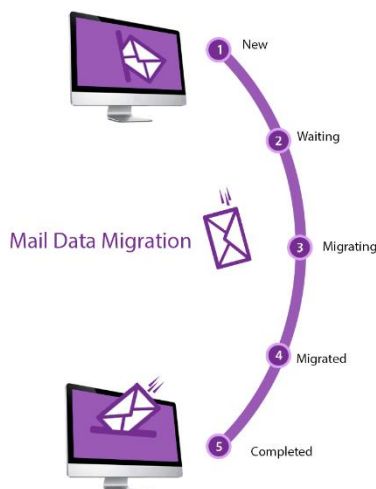 1 New
2 Waiting
Mail Data Migration
3 Migrating
4 Migrated
5 Completed